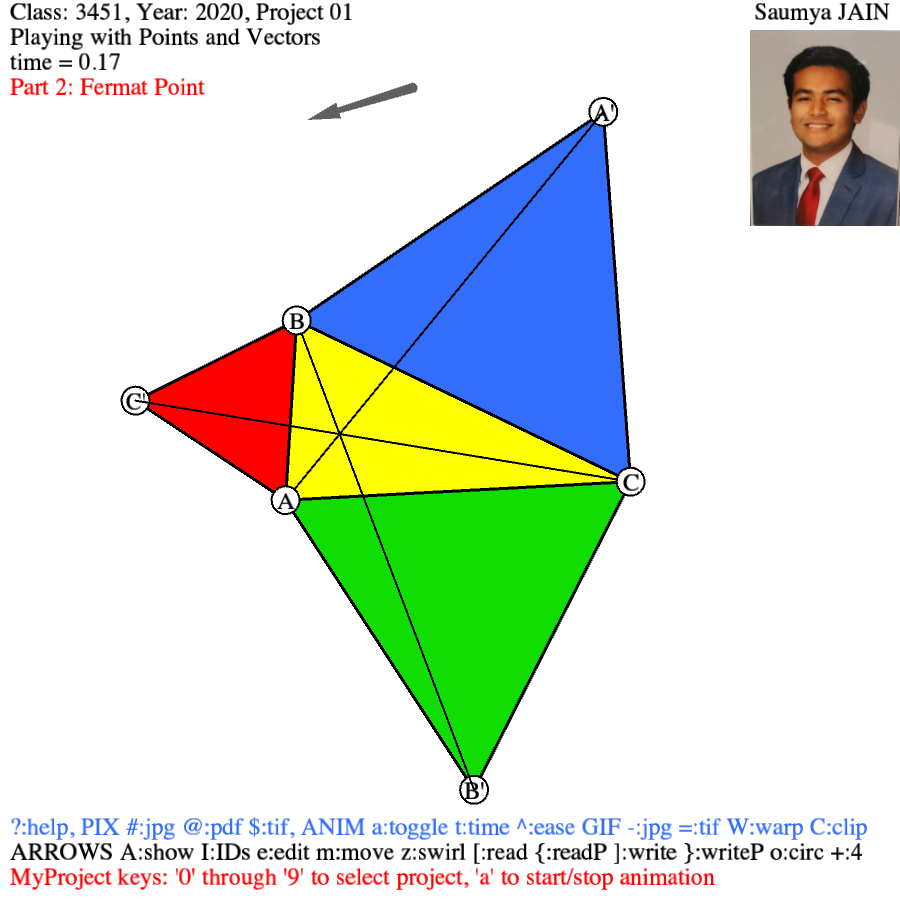 Class: 3451, Year: 2020, Project 01
Saumya JAIN
Playing with Points and Vectors
time = 0.17
Part 2: Fermat Point
A'
B
C'
C
A
B'
?:help, PIX #:jpg @:pdf $:tif, ANIM a:toggle t:time ^:ease GIF -:jpg =:tif W:warp C:clip
ARROWS A:show I:IDs e:edit m:move z:swirl [:read {:readP ]:write }:writeP o:circ +:4
MyProject keys: '0' through '9' to select project, 'a' to start/stop animation